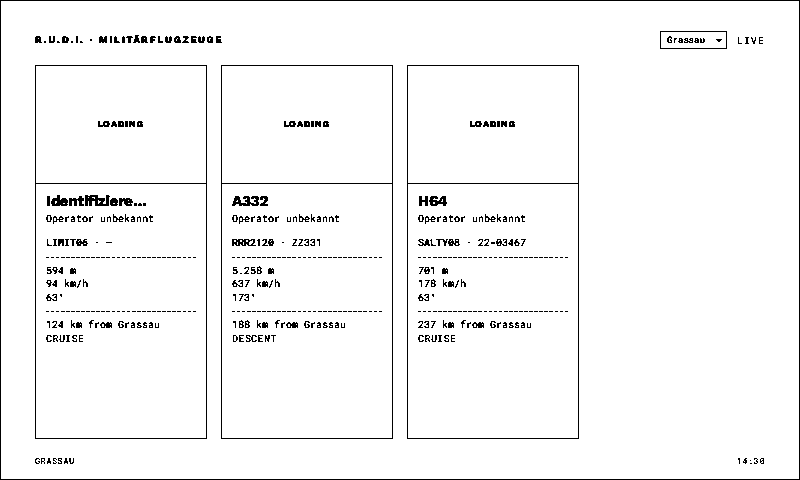 R.U.D.I. · MILITÄRFLUGZEUGE
Grassau
LIVE
LOADING
Identifiziere...
Operator unbekannt
LIMIT06 · —
594 m
94 km/h
63°
124 km from Grassau
CRUISE
LOADING
A332
Operator unbekannt
RRR2120 · ZZ331
5.258 m
637 km/h
173°
188 km from Grassau
DESCENT
LOADING
H64
Operator unbekannt
SALTY08 · 22-03467
701 m
178 km/h
63°
237 km from Grassau
CRUISE
GRASSAU
14:30